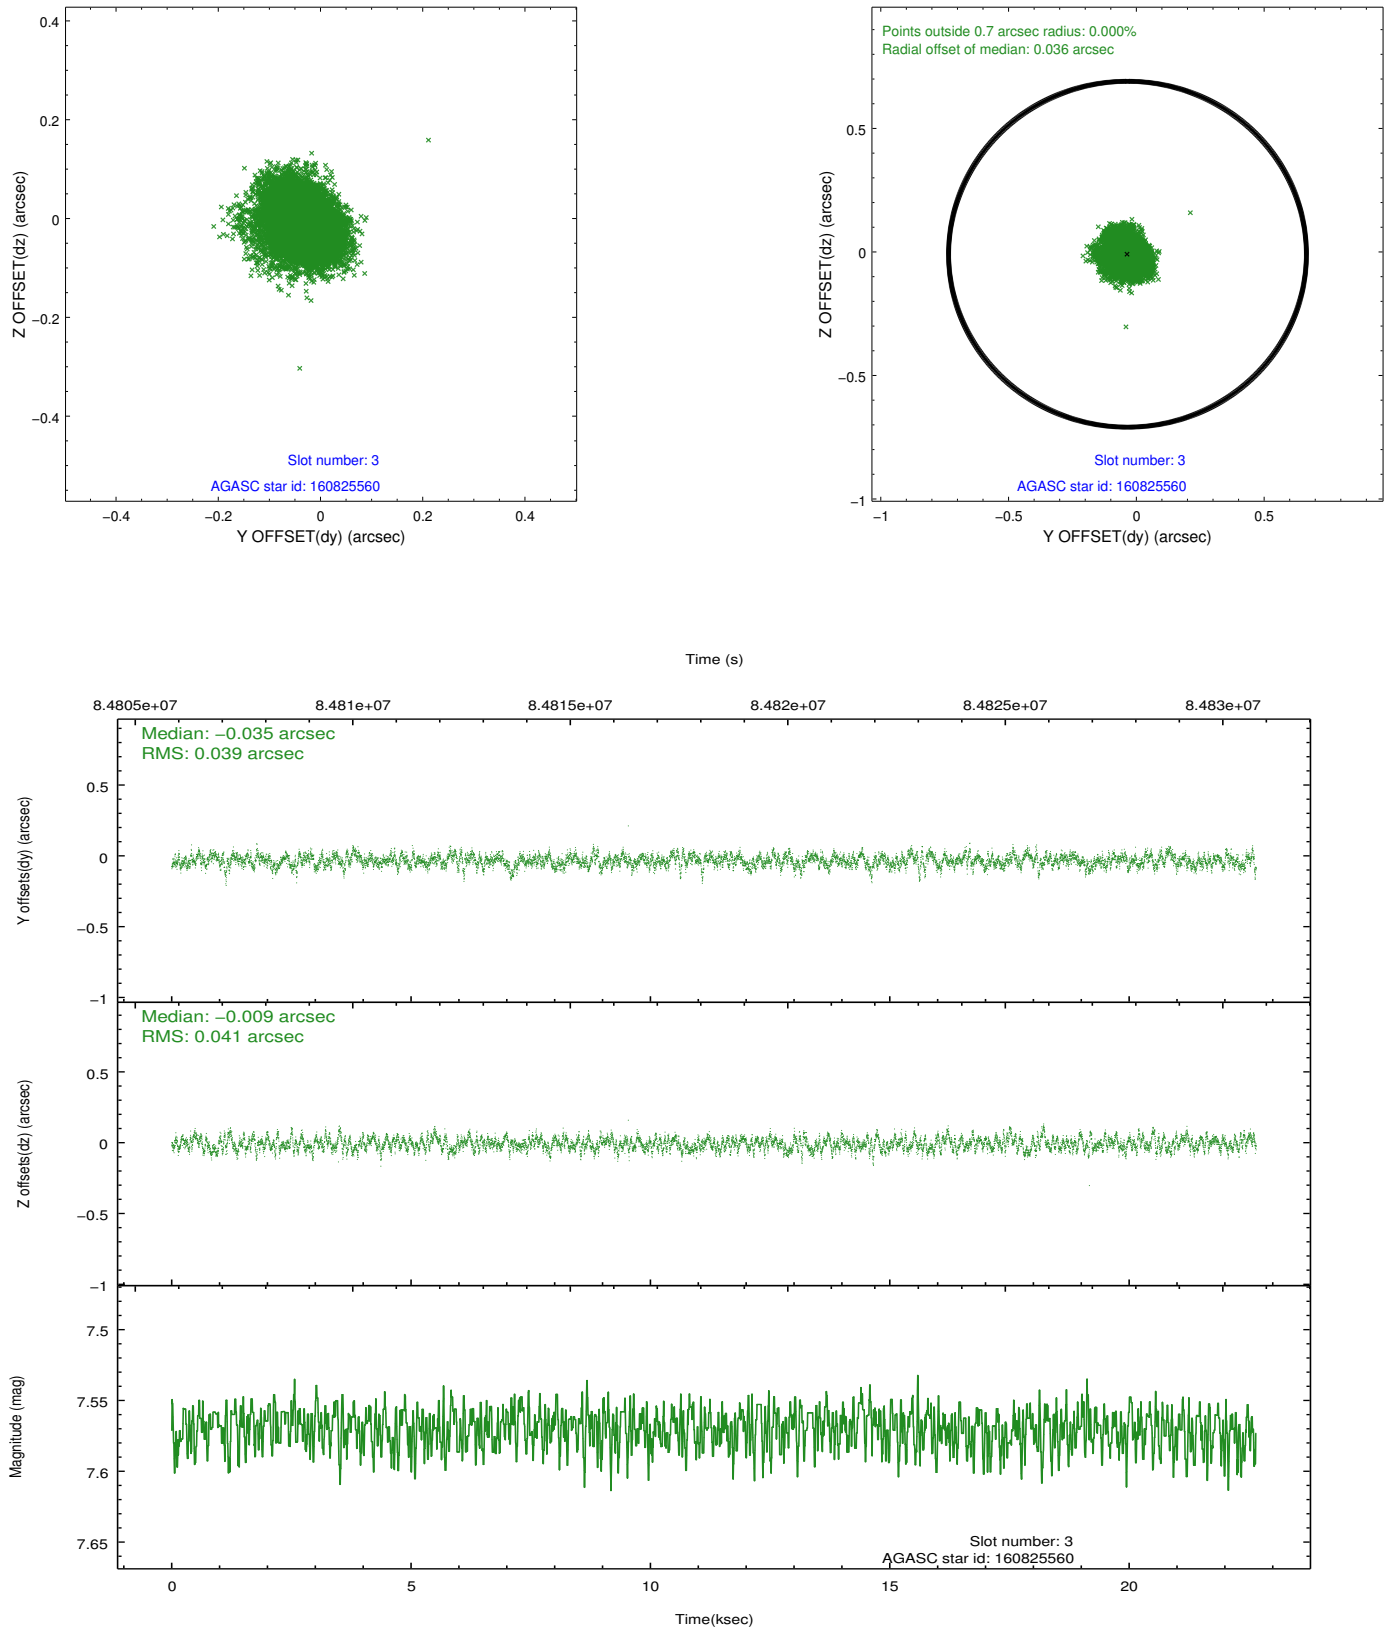 0.4
0.2
0
−0.2
−0.4
Z OFFSET(dz) (arcsec)
Slot number: 3
AGASC star id: 160825560
−0.4 −0.2 0 0.2 0.4
Y OFFSET(dy) (arcsec)
Points outside 0.7 arcsec radius: 0.000%
Radial offset of median: 0.036 arcsec
0.5
0
−0.5
−1
Z OFFSET(dz) (arcsec)
Slot number: 3
AGASC star id: 160825560
−1 −0.5 0 0.5
Y OFFSET(dy) (arcsec)
Time (s)
8.4805e+07 8.481e+07 8.4815e+07 8.482e+07 8.4825e+07 8.483e+07
Median: −0.035 arcsec
RMS: 0.039 arcsec
0.5
0
−0.5
−1
Y offsets(dy) (arcsec)
Median: −0.009 arcsec
RMS: 0.041 arcsec
0.5
0
−0.5
−1
Z offsets(dz) (arcsec)
7.5
7.55
7.6
7.65
Magnitude (mag)
Slot number: 3
AGASC star id: 160825560
0 5 10 15 20
Time(ksec)